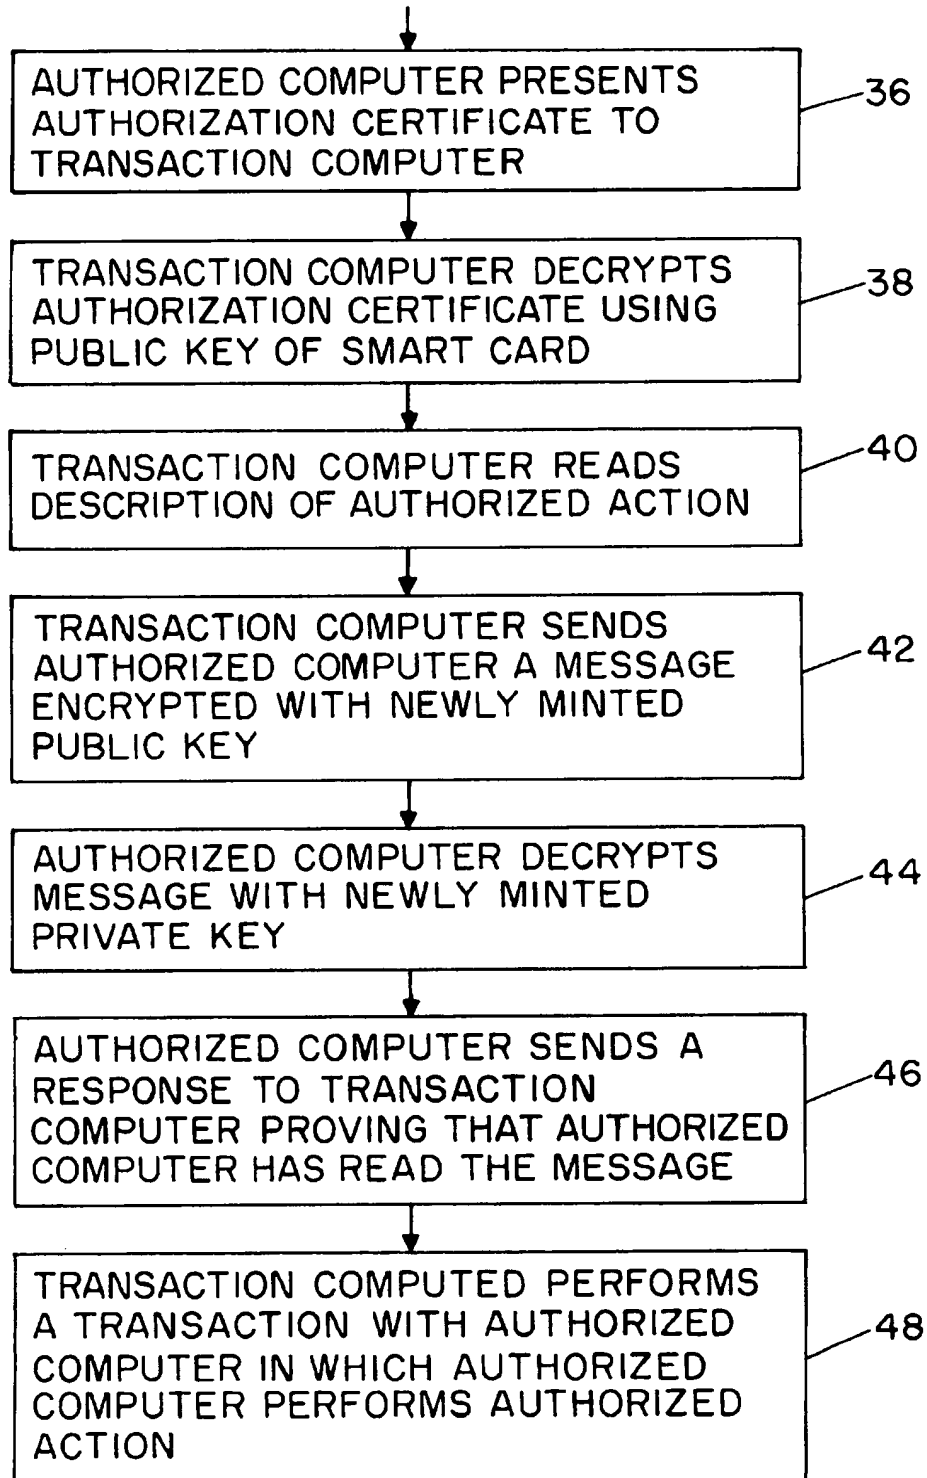 AUTHORIZED COMPUTER PRESENTS
AUTHORIZATION CERTIFICATE TO
TRANSACTION COMPUTER
36
TRANSACTION COMPUTER DECRYPTS
AUTHORIZATION CERTIFICATE USING
PUBLIC KEY OF SMART CARD
38
TRANSACTION COMPUTER READS
DESCRIPTION OF AUTHORIZED ACTION
40
TRANSACTION COMPUTER SENDS
AUTHORIZED COMPUTER A MESSAGE
ENCRYPTED WITH NEWLY MINTED
PUBLIC KEY
42
AUTHORIZED COMPUTER DECRYPTS
MESSAGE WITH NEWLY MINTED
PRIVATE KEY
44
AUTHORIZED COMPUTER SENDS A
RESPONSE TO TRANSACTION
COMPUTER PROVING THAT AUTHORIZED
COMPUTER HAS READ THE MESSAGE
46
TRANSACTION COMPUTED PERFORMS
A TRANSACTION WITH AUTHORIZED
COMPUTER IN WHICH AUTHORIZED
COMPUTER PERFORMS AUTHORIZED
ACTION
48